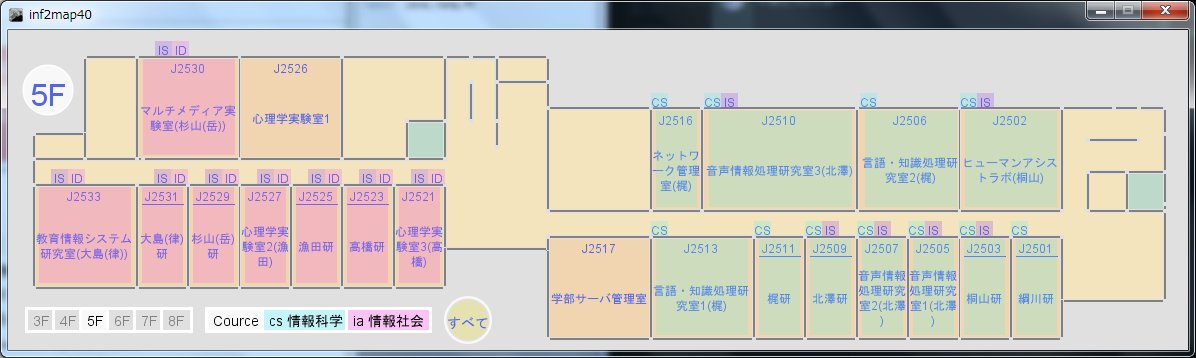 inf2map40
5F
IS ID
J2530
マルチメディア実
験室(杉山(岳))
J2526
心理学実験室1
CS
J2516
ネットワ
ーク管理
室(梶)
CS IS
J2510
音声情報処理研究室3(北澤)
CS
J2506
言語・知識処理研
究室2(梶)
CS IS
J2502
ヒューマンアシス
トラボ(桐山)
IS ID
J2533
教育情報システム
研究室(大島(律))
IS ID
J2531
大島(律)
研
IS ID
J2529
杉山(岳)
研
IS ID
J2527
心理学実
験室2(漁
田)
IS ID
J2525
漁田研
IS ID
J2523
高橋研
IS ID
J2521
心理学実
験室3(高
橋)
J2517
学部サーバ管理室
CS
J2513
言語・知識処理研
究室1(梶)
CS
J2511
梶研
CS IS
J2509
北澤研
CS IS
J2507
音声情報
処理研究
室2(北澤
)
CS IS
J2505
音声情報
処理研究
室1(北澤
)
CS IS
J2503
桐山研
CS
J2501
綱川研
3F 4F 5F 6F 7F 8F
Cource cs 情報科学 ia 情報社会
すべて